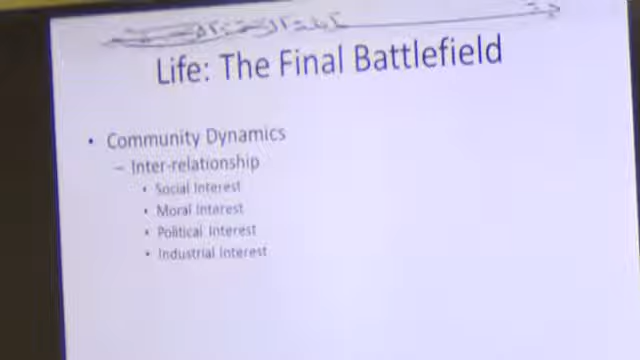 Life: The Final Battlefield
• Community Dynamics
– Inter-relationship
• Social Interest
• Moral Interest
• Political Interest
• Industrial Interest